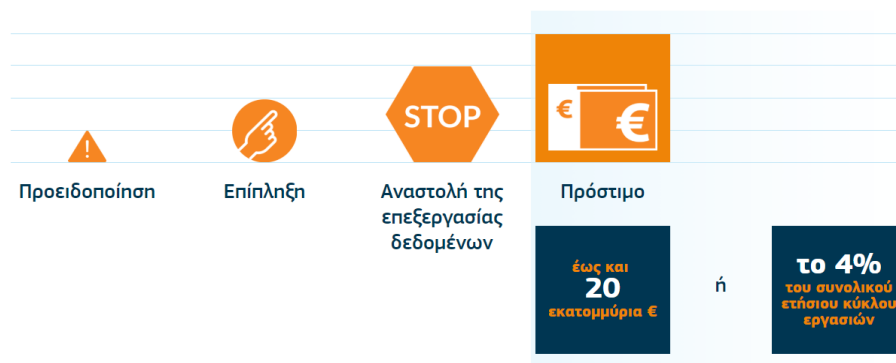 !
STOP
€ €
Προειδοποίηση
Επίπληξη
Αναστολή της
επεξεργασίας
δεδομένων
Πρόστιμο
έως και
20
εκατομμύρια €
ή
το 4%
του συνολικού
ετήσιου κύκλου
εργασιών